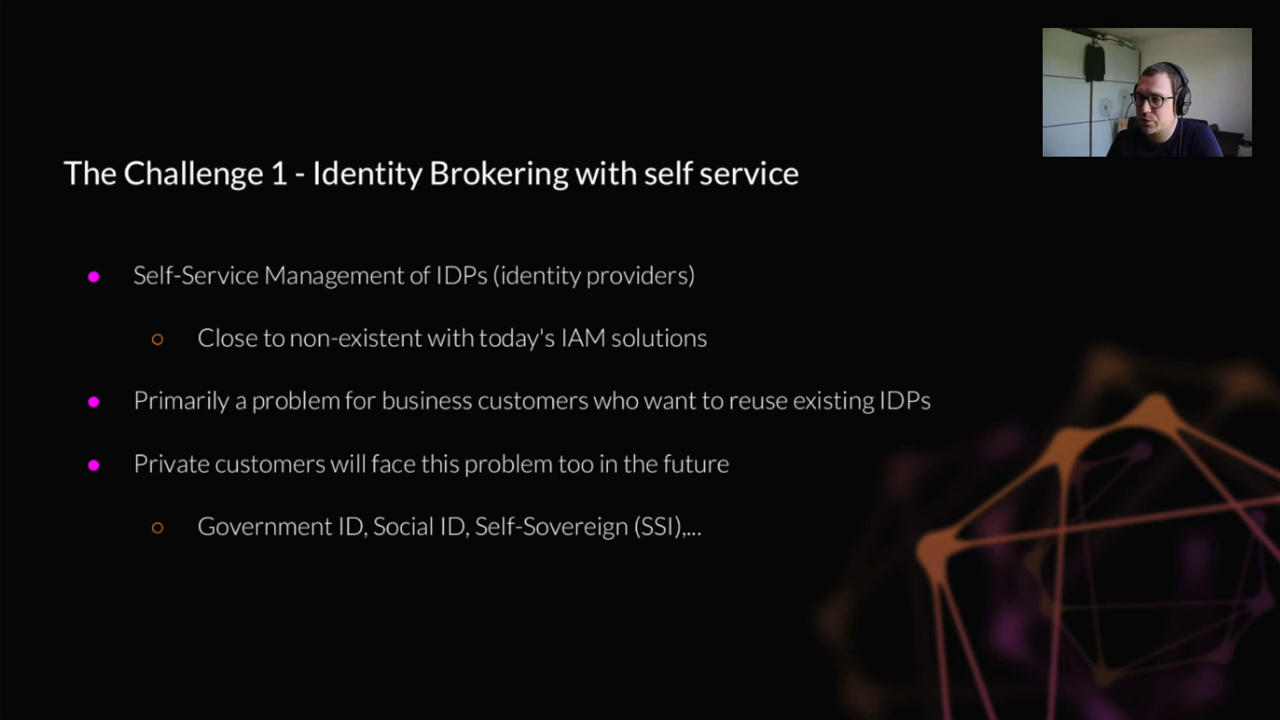 The Challenge 1 - Identity Brokering with self service
Self-Service Management of IDPs (identity providers)
Close to non-existent with today's IAM solutions
Primarily a problem for business customers who want to reuse existing IDPs
Private customers will face this problem too in the future
Government ID, Social ID, Self-Sovereign (SSI),...